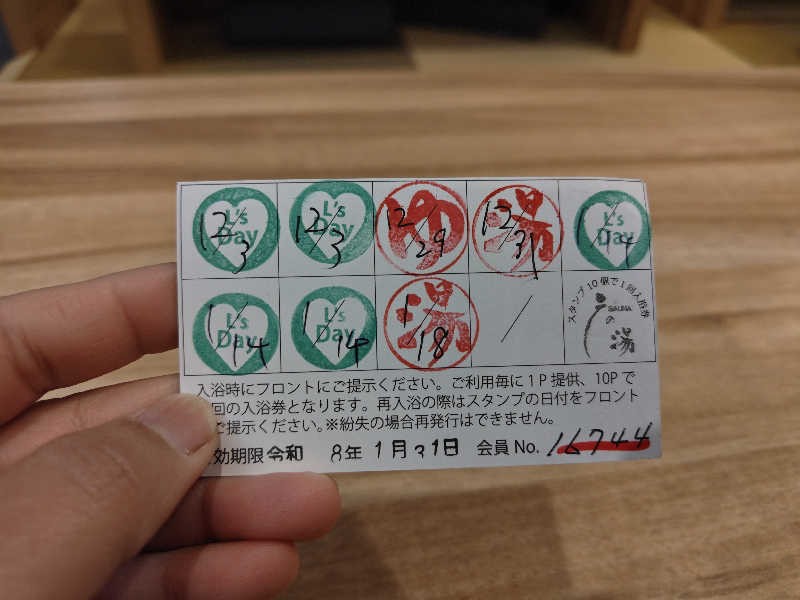 L's Day 12/3
L's Day 12/3
ゆ 12/29
湯 12/31
L's Day 1/4
L's Day 1/14
L's Day 1/14
湯 1/18
/
スタンプ10個で1回入浴券
SAUNA
の湯
入浴時にフロントにご提示ください。ご利用毎に1P提供、10Pで
回の入浴券となります。再入浴の際はスタンプの日付をフロント
ご提示ください。※紛失の場合再発行はできません。
効期限 令和 8年 1月31日 会員No. 16744